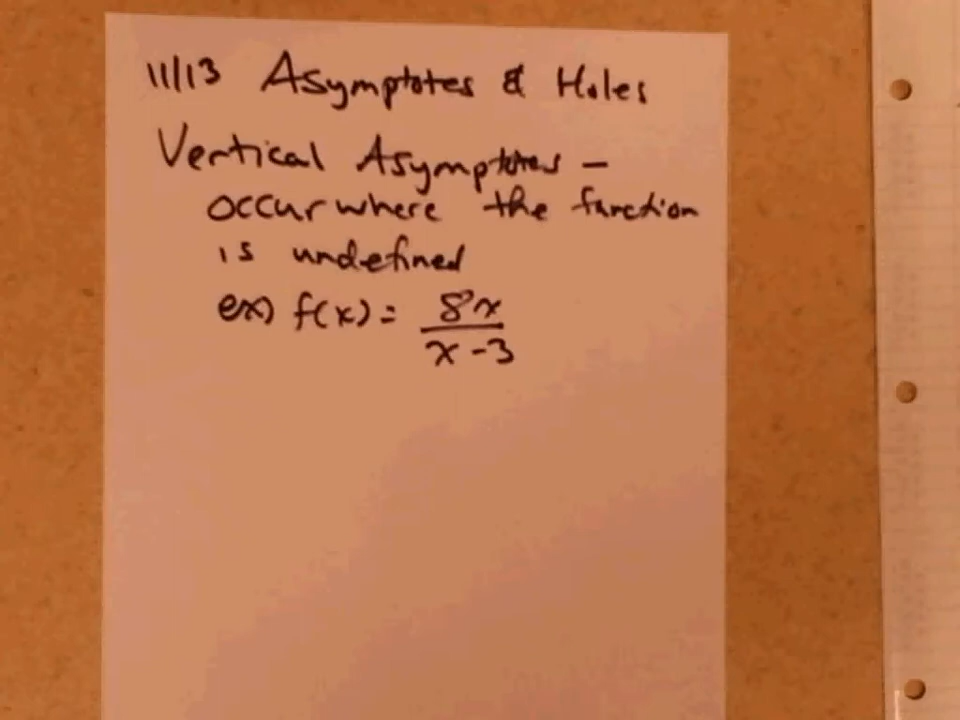 11/13 Asymptotes & Holes
Vertical Asymptotes -
occur where the function
is undefined
ex) f(x) = 8x / x - 3